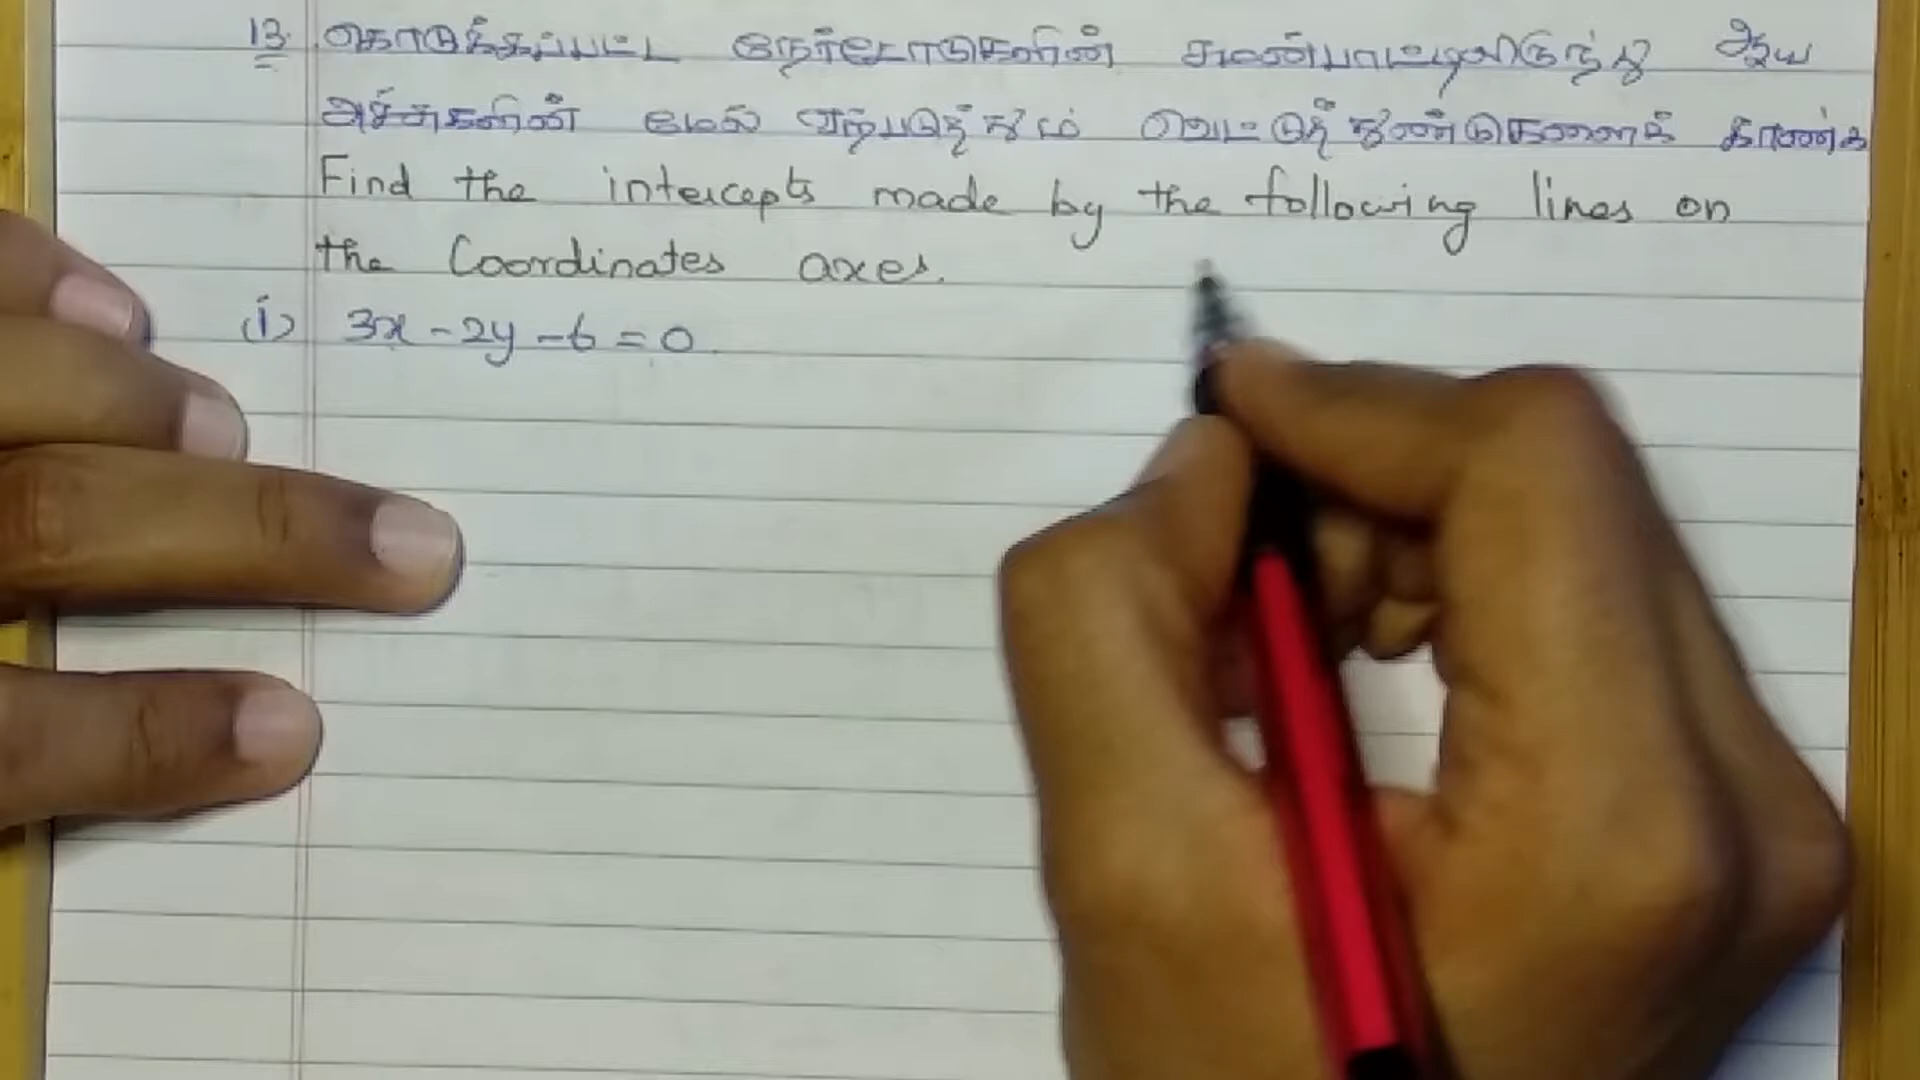 13. கொடுக்கப்பட்ட நேர்கோடுகளின் சமன்பாட்டிலிருந்து ஆய
அச்சுகளின் மேல் ஏற்படுத்தும் வெட்டுத்துண்டுகளைக் காண்க
Find the intercepts made by the following lines on
the Coordinates axes.
(i) 3x - 2y - 6 = 0.